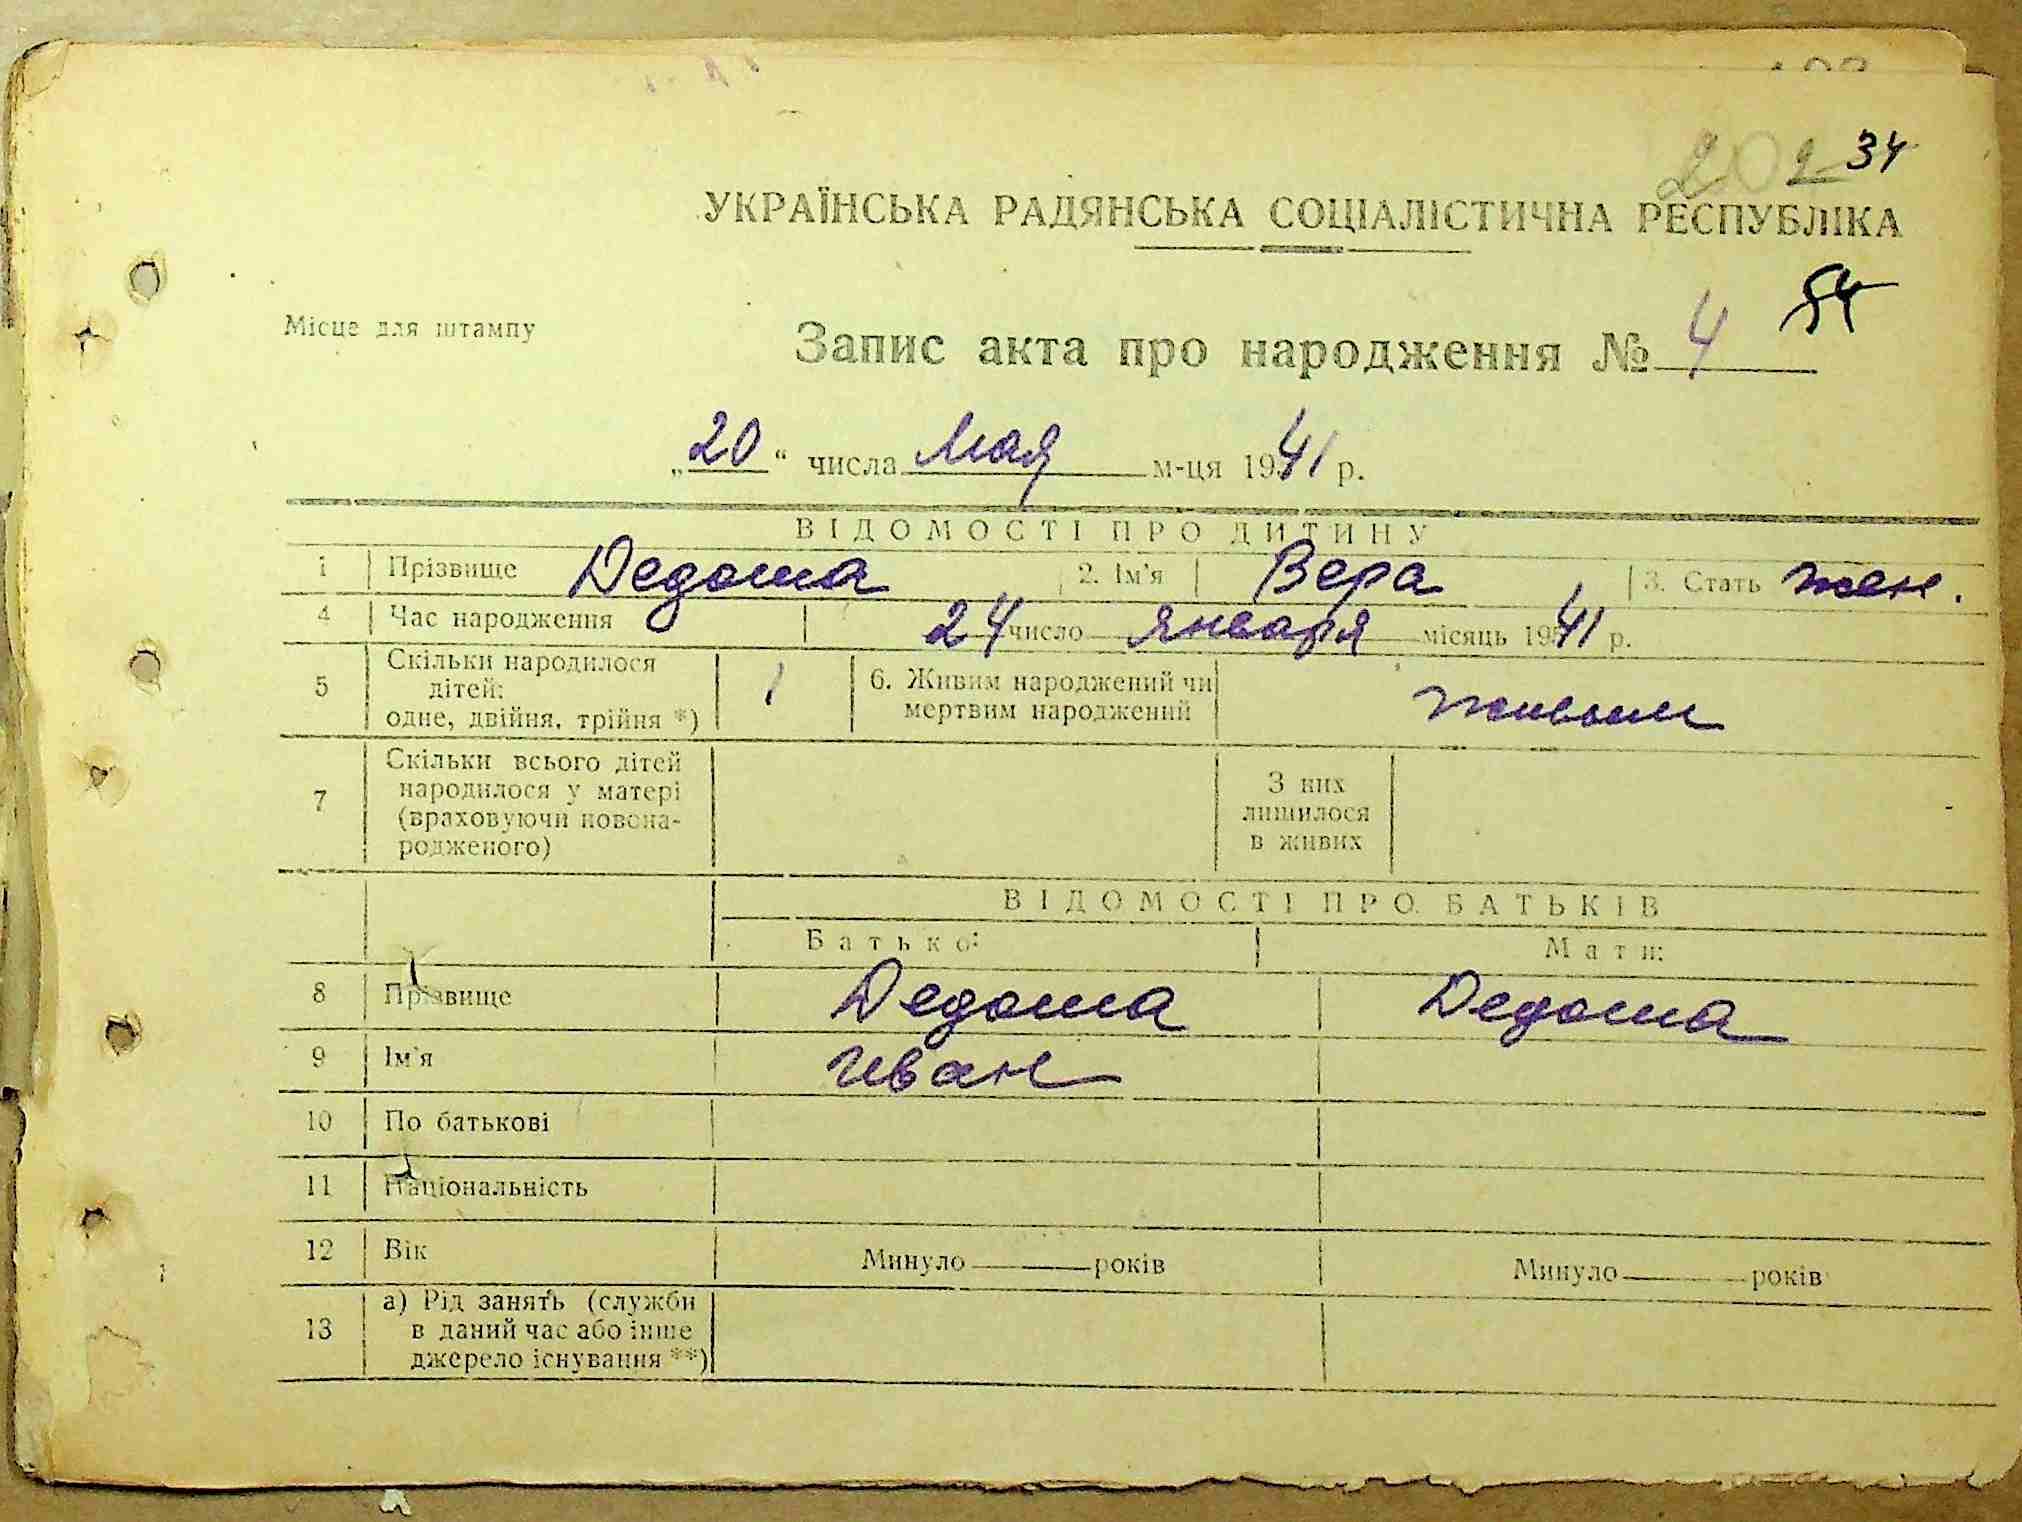 202 34
УКРАЇНСЬКА РАДЯНСЬКА СОЦІАЛІСТИЧНА РЕСПУБЛІКА
54
Місце для штампу
Запис акта про народження № 4
„20“ числа Мая м-ця 1941 р.
ВІДОМОСТІ ПРО ДИТИНУ
1 Прізвище Дедоша 2. Ім'я Вера 3. Стать жен.
4 Час народження 24 число января місяць 1941 р.
5 Скільки народилося дітей: одне, двійня, трійня *) 1 6. Живим народжений чи мертвим народжений живым
7 Скільки всього дітей народилося у матері (враховуючи новонародженого) З них лишилося в живих
ВІДОМОСТІ ПРО БАТЬКІВ
Батько: Мати:
8 Прізвище Дедоша Дедоша
9 Ім'я Иван
10 По батькові
11 Національність
12 Вік Минуло років Минуло років
13 а) Рід занять (служби в даний час або інше джерело існування **)